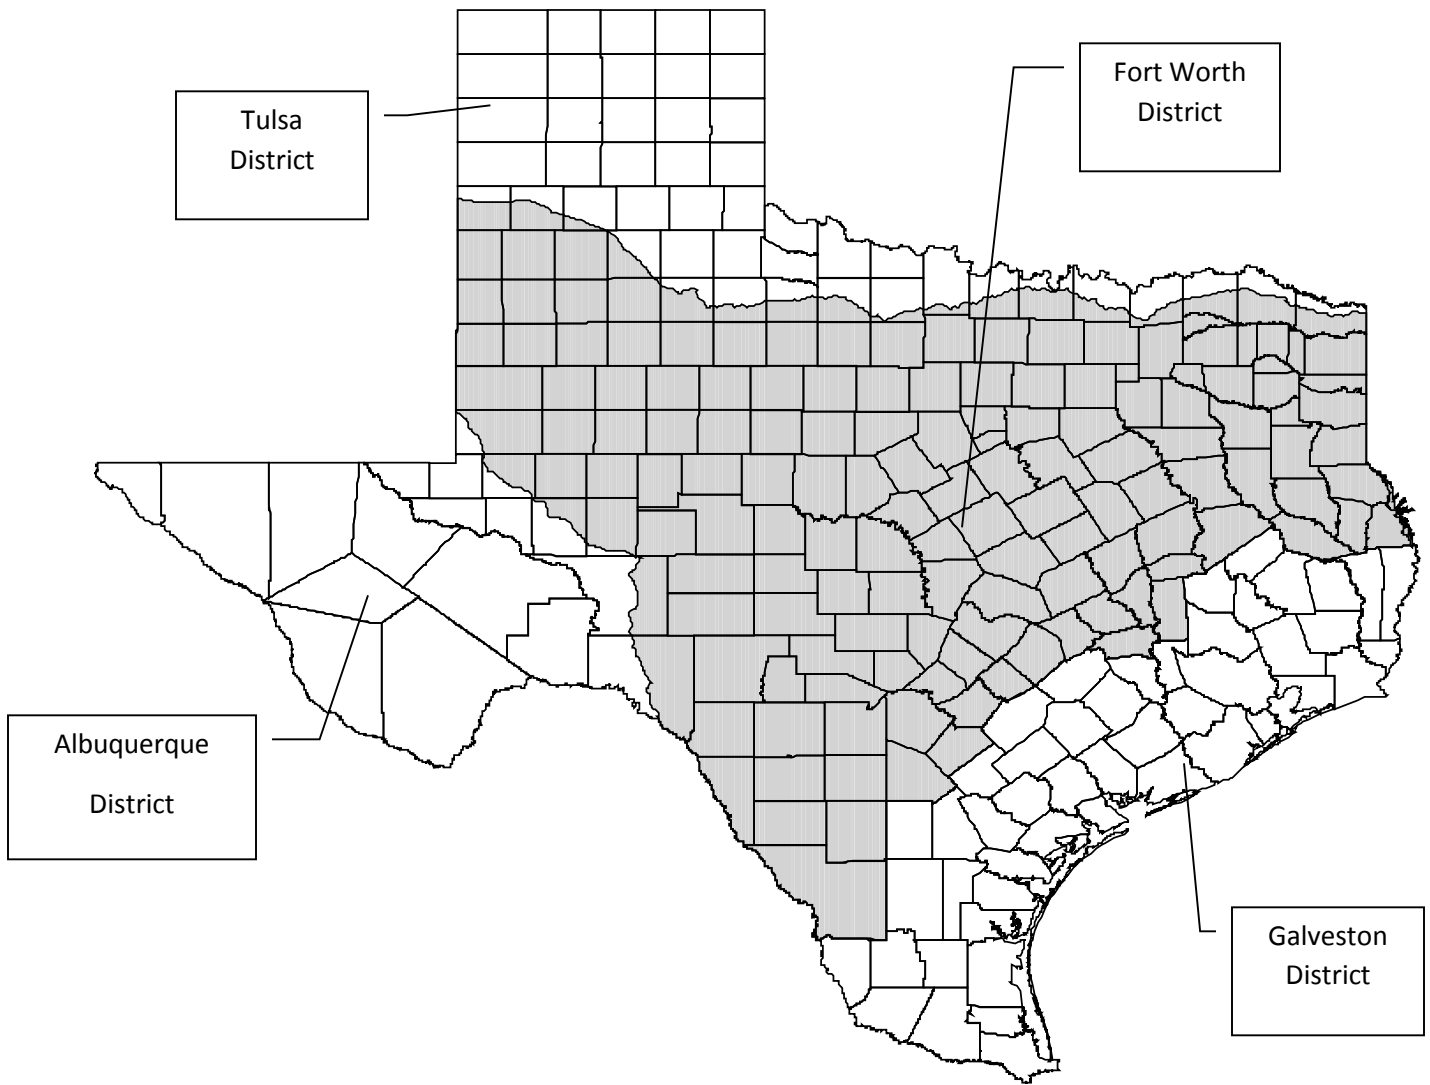 Fort Worth
District
Tulsa
District
Albuquerque
District
Galveston
District